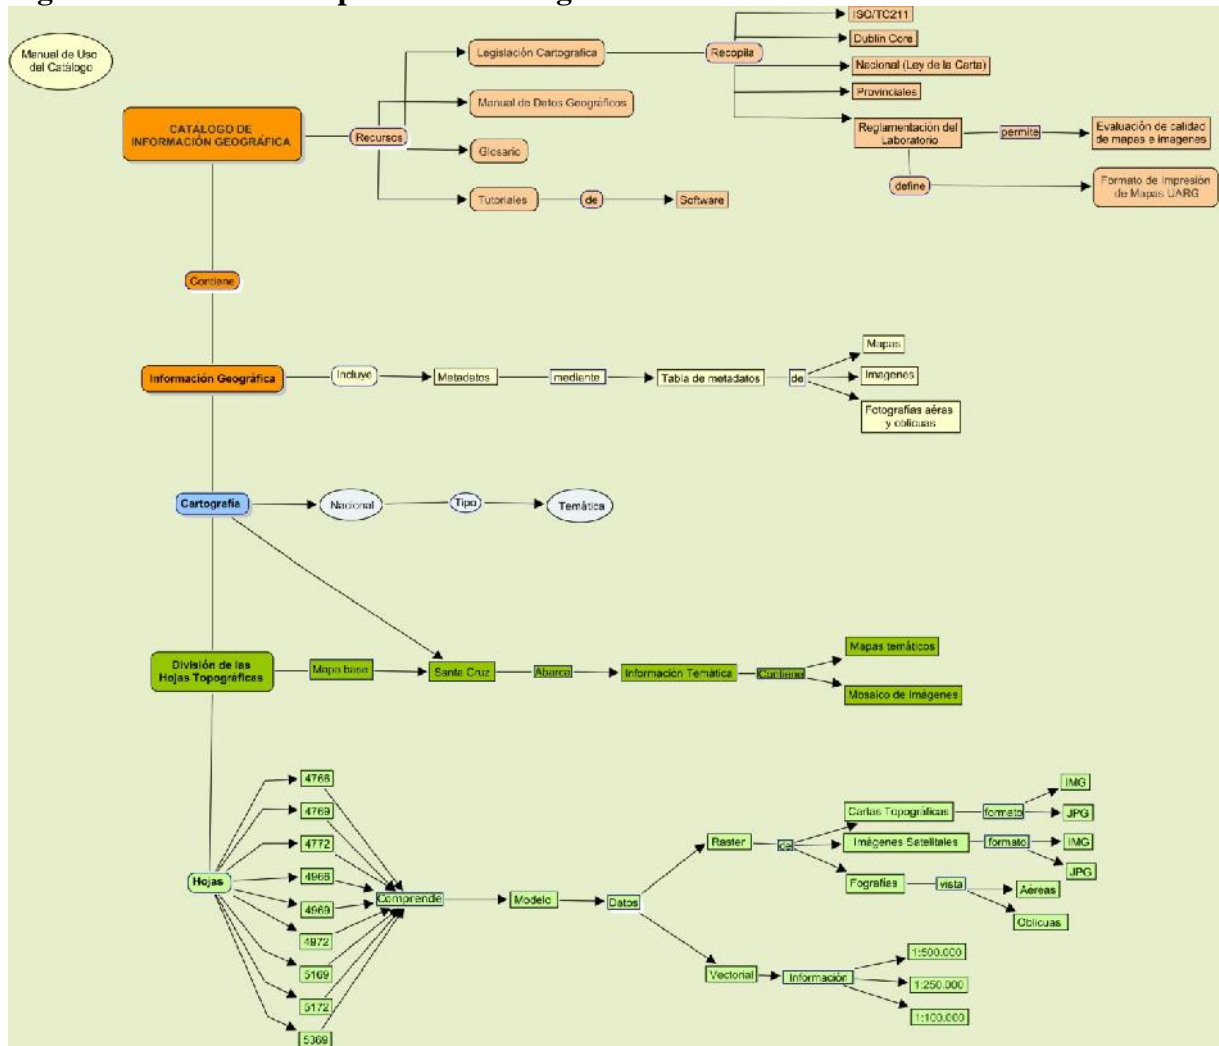 Manual de Uso
del Catálogo
CATÁLOGO DE
INFORMACIÓN GEOGRÁFICA
Recursos
Legislación Cartografica
Recopila
ISO/TC211
Dublin Core
Nacional (Ley de la Carta)
Provinciales
Reglamentación del
Laboratorio
permite
Evaluación de calidad
de mapas e imagenes
define
Formato de Impresión
de Mapas UARG
Manual de Datos Geográficos
Glosario
Tutoriales
de
Software
Contiene
Información Geográfica
Incluye
Metadatos
mediante
Tabla de metadatos
de
Mapas
Imagenes
Fotografías aéras
y oblicuas
Cartografía
Nacional
Tipo
Temática
División de las
Hojas Topográficas
Mapa base
Santa Cruz
Abarca
Información Temática
Contiene
Mapas temáticos
Mosaico de Imágenes
Hojas
4766
4769
4772
4966
4969
4972
5169
5172
5369
Comprende
Modelo
Datos
Raster
de
Cartas Topográficas
formato
IMG
JPG
Imágenes Satelitales
formato
IMG
JPG
Fografías
vista
Aéreas
Oblicuas
Vectorial
Información
1:500.000
1:250.000
1:100.000